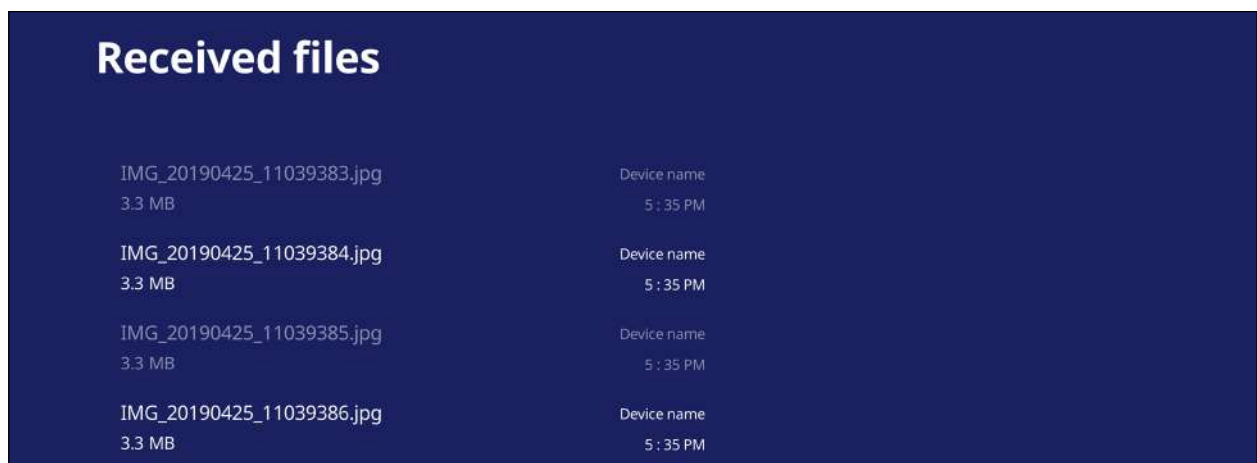 Received files
IMG_20190425_11039383.jpg Device name
3.3 MB 5 : 35 PM
IMG_20190425_11039384.jpg Device name
3.3 MB 5 : 35 PM
IMG_20190425_11039385.jpg Device name
3.3 MB 5 : 35 PM
IMG_20190425_11039386.jpg Device name
3.3 MB 5 : 35 PM